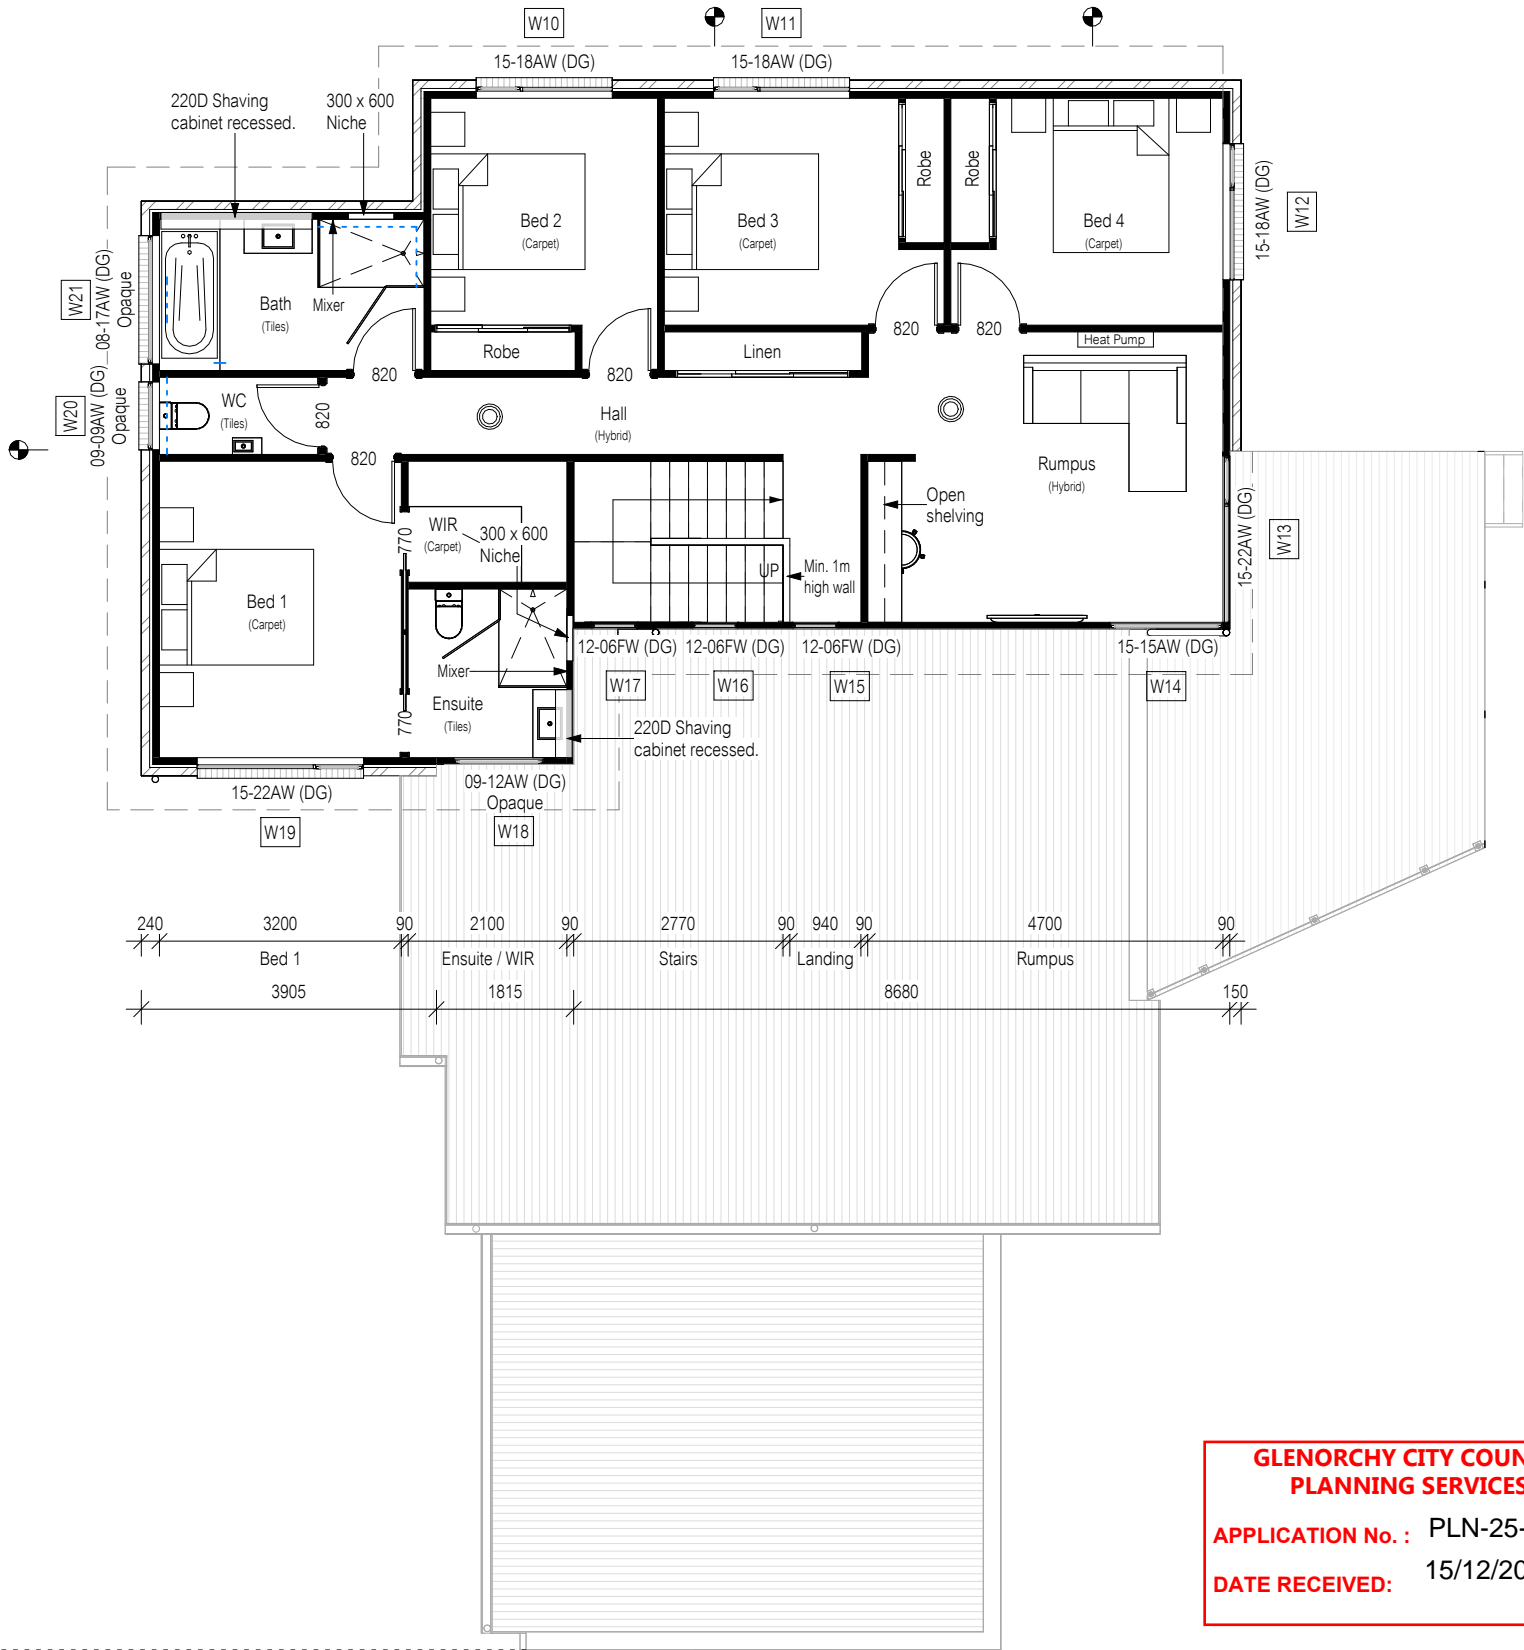 W10
W11
15-18AW (DG)
15-18AW (DG)
220D Shaving
cabinet recessed.
300 x 600
Niche
Robe
Robe
15-18AW (DG)
W12
Bed 2
(Carpet)
Bed 3
(Carpet)
Bed 4
(Carpet)
W21
08-17AW (DG)
Opaque
Bath
(Tiles)
Mixer
820
820
Heat Pump
Robe
Linen
820
820
W20
09-09AW (DG)
Opaque
WC
(Tiles)
820
Hall
(Hybrid)
820
Rumpus
(Hybrid)
Open
shelving
WIR
(Carpet)
300 x 600
Niche
770
UP
Min. 1m
high wall
15-22AW (DG)
W13
Bed 1
(Carpet)
Mixer
Ensuite
(Tiles)
770
12-06FW (DG)
12-06FW (DG)
12-06FW (DG)
15-15AW (DG)
W17
W16
W15
W14
220D Shaving
cabinet recessed.
15-22AW (DG)
09-12AW (DG)
Opaque
W19
W18
240
3200
90
2100
90
2770
90
940
90
4700
90
Bed 1
Ensuite / WIR
Stairs
Landing
Rumpus
3905
1815
8680
150
GLENORCHY CITY COUN
PLANNING SERVICES
APPLICATION No. : PLN-25-
DATE RECEIVED: 15/12/20